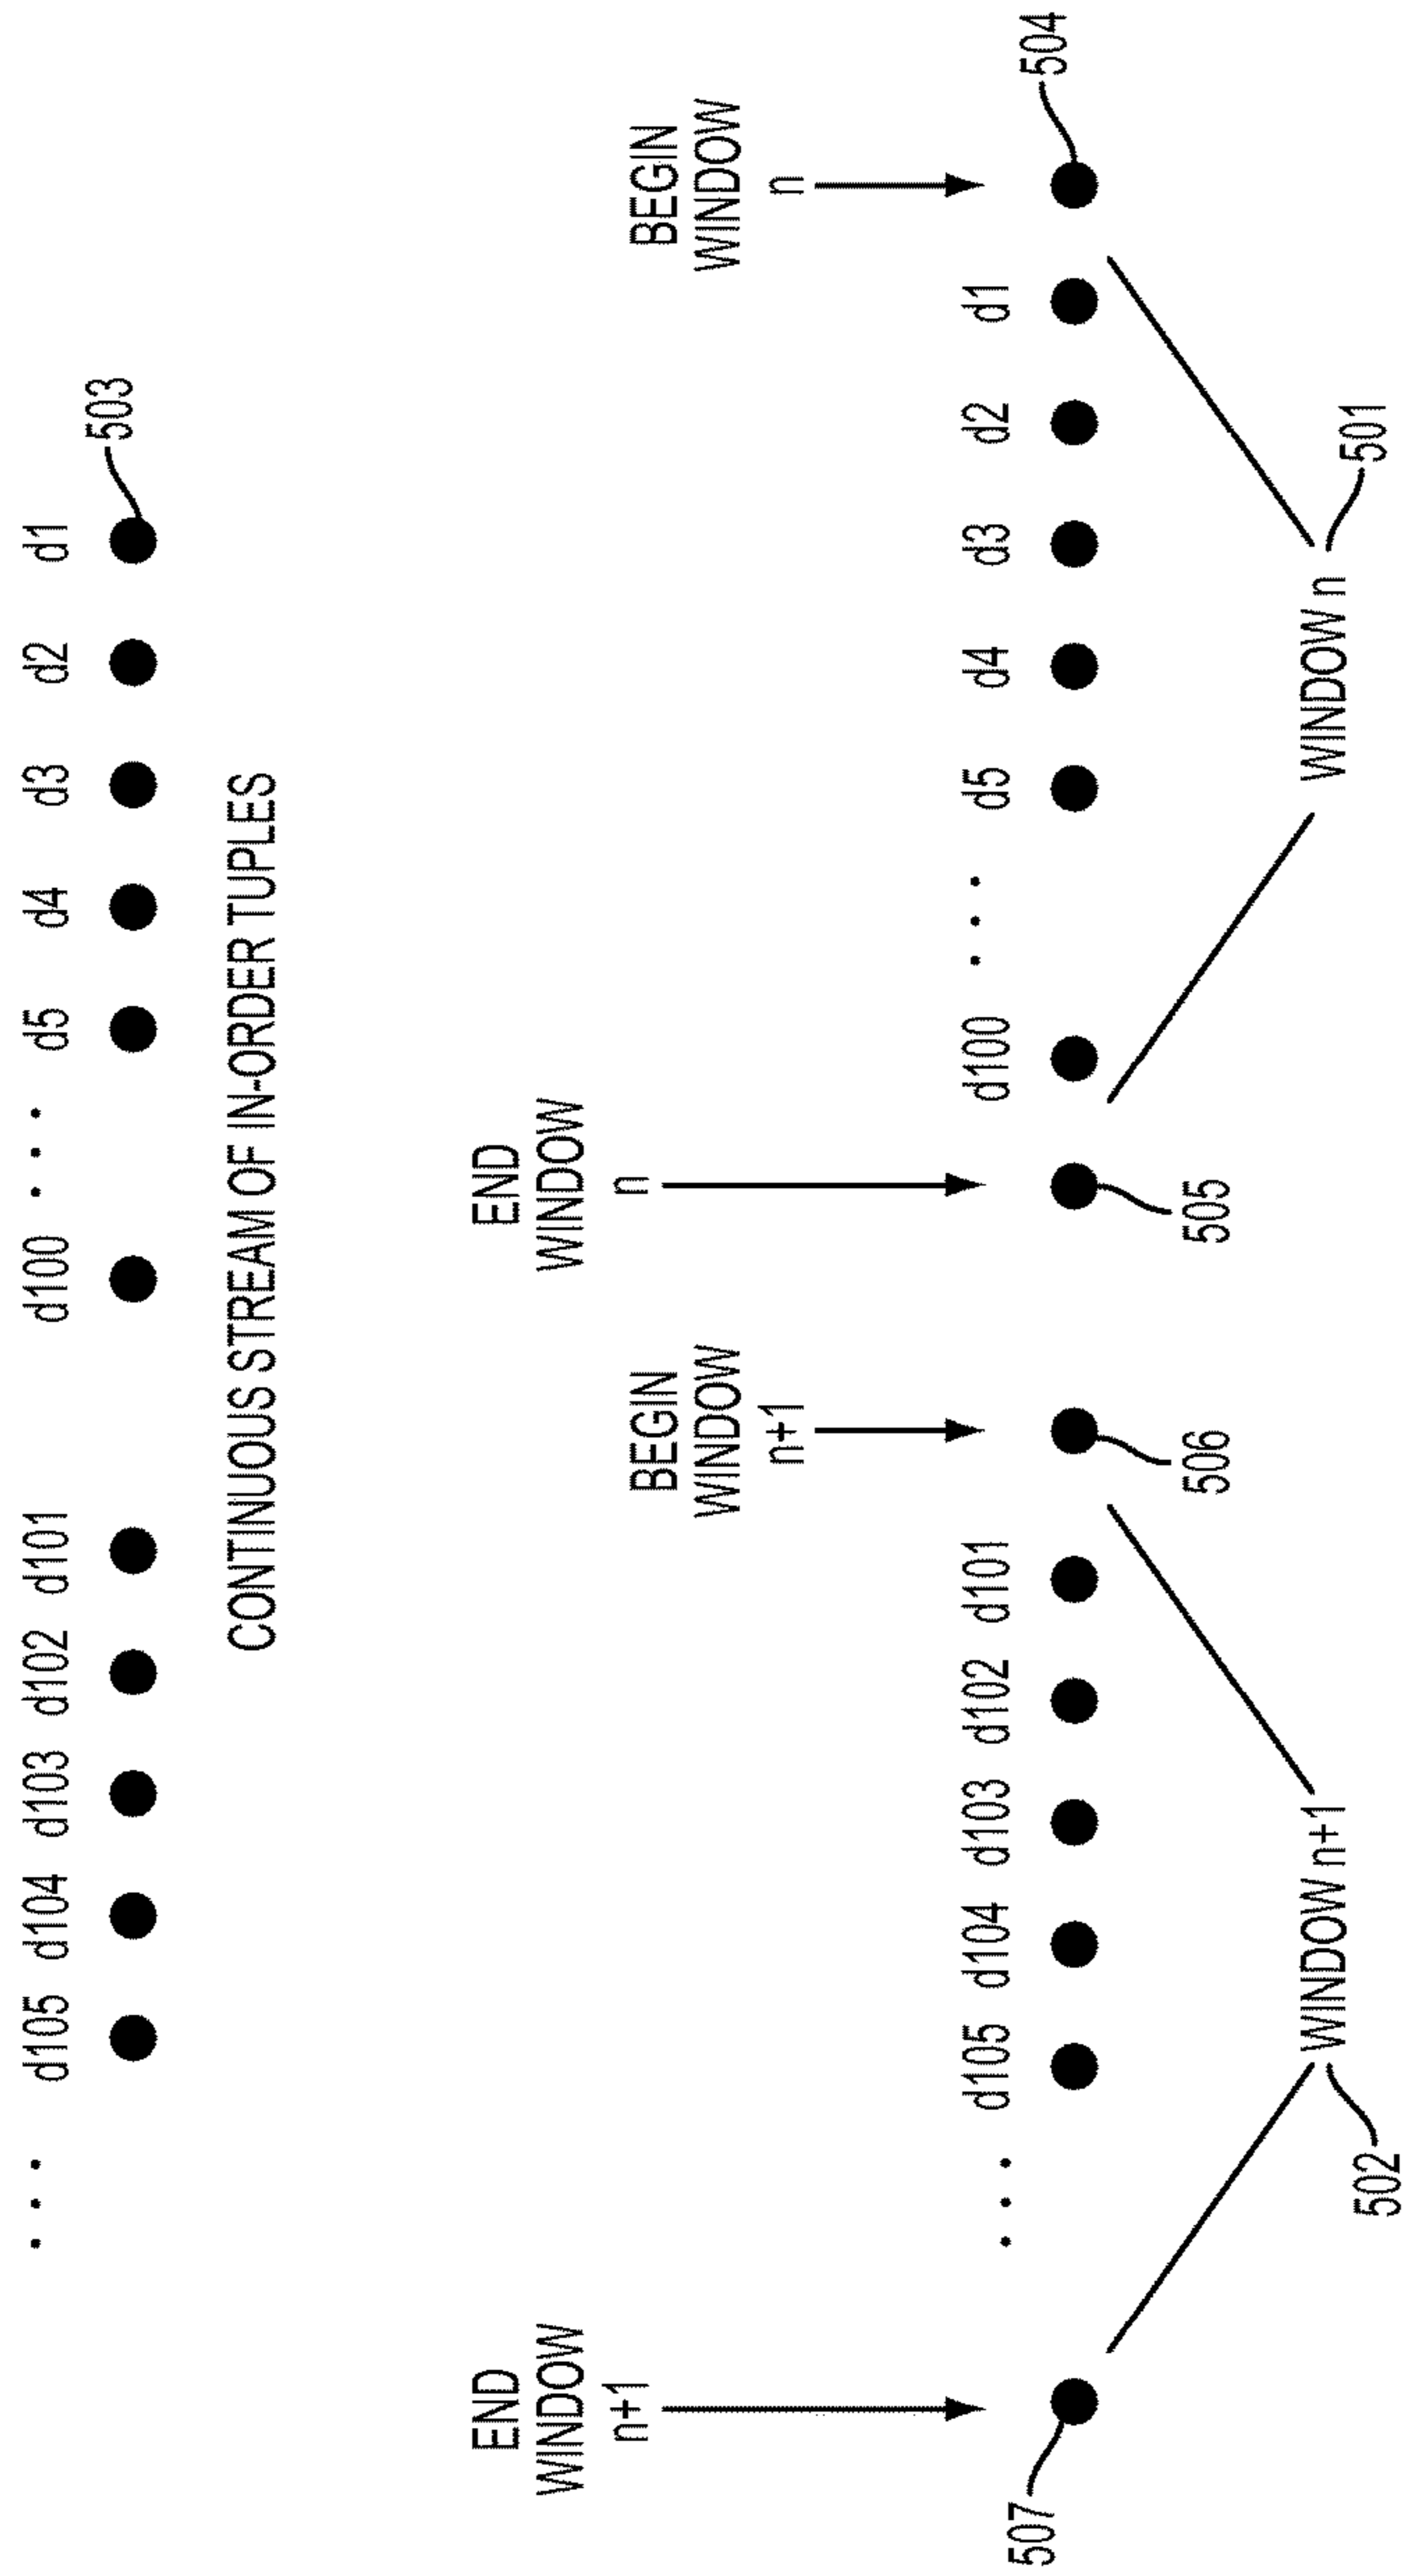 ... d105 d104 d103 d102 d101 d100 ... d5 d4 d3 d2 d1
503
CONTINUOUS STREAM OF IN-ORDER TUPLES
END
WINDOW
n+1
END
WINDOW
n
BEGIN
WINDOW
n+1
BEGIN
WINDOW
n
... d105 d104 d103 d102 d101 d100 ... d5 d4 d3 d2 d1
507
506
505
504
WINDOW n+1
WINDOW n
502
501